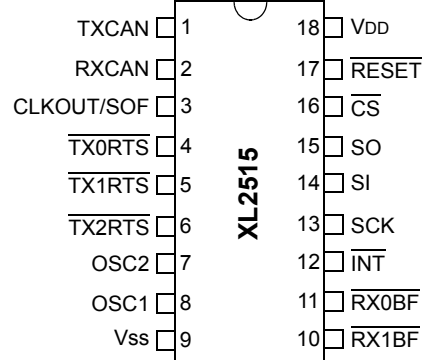 TXCAN 1
RXCAN 2
CLKOUT/SOF 3
TX0RTS 4
TX1RTS 5
TX2RTS 6
OSC2 7
OSC1 8
Vss 9
XL2515
18 VDD
17 RESET
16 CS
15 SO
14 SI
13 SCK
12 INT
11 RX0BF
10 RX1BF